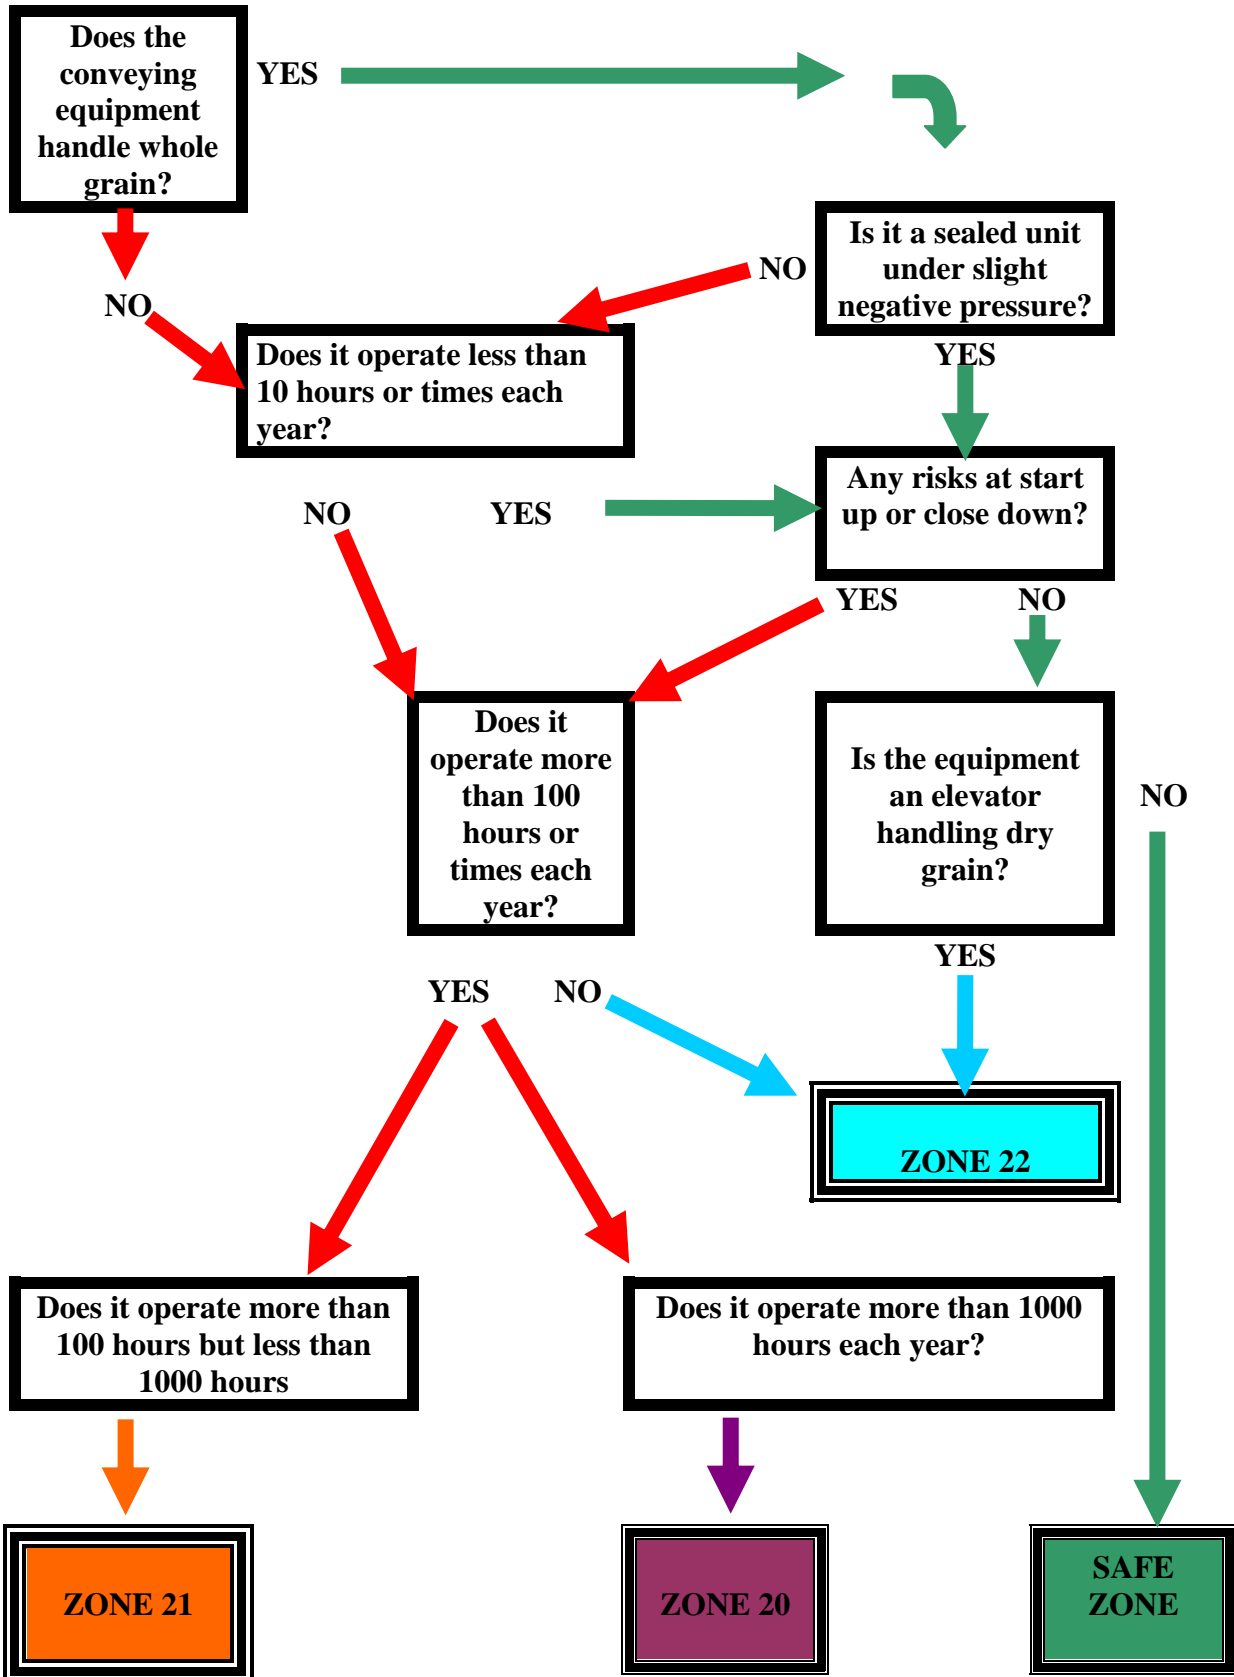 Does the
conveying
equipment
handle whole
grain?
YES
Is it a sealed unit
under slight
negative pressure?
NO
YES
NO
Does it operate less than
10 hours or times each
year?
Any risks at start
up or close down?
NO
YES
YES
NO
Does it
operate more
than 100
hours or
times each
year?
Is the equipment
an elevator
handling dry
grain?
NO
YES
YES
NO
ZONE 22
Does it operate more than
100 hours but less than
1000 hours
Does it operate more than 1000
hours each year?
ZONE 21
ZONE 20
SAFE
ZONE